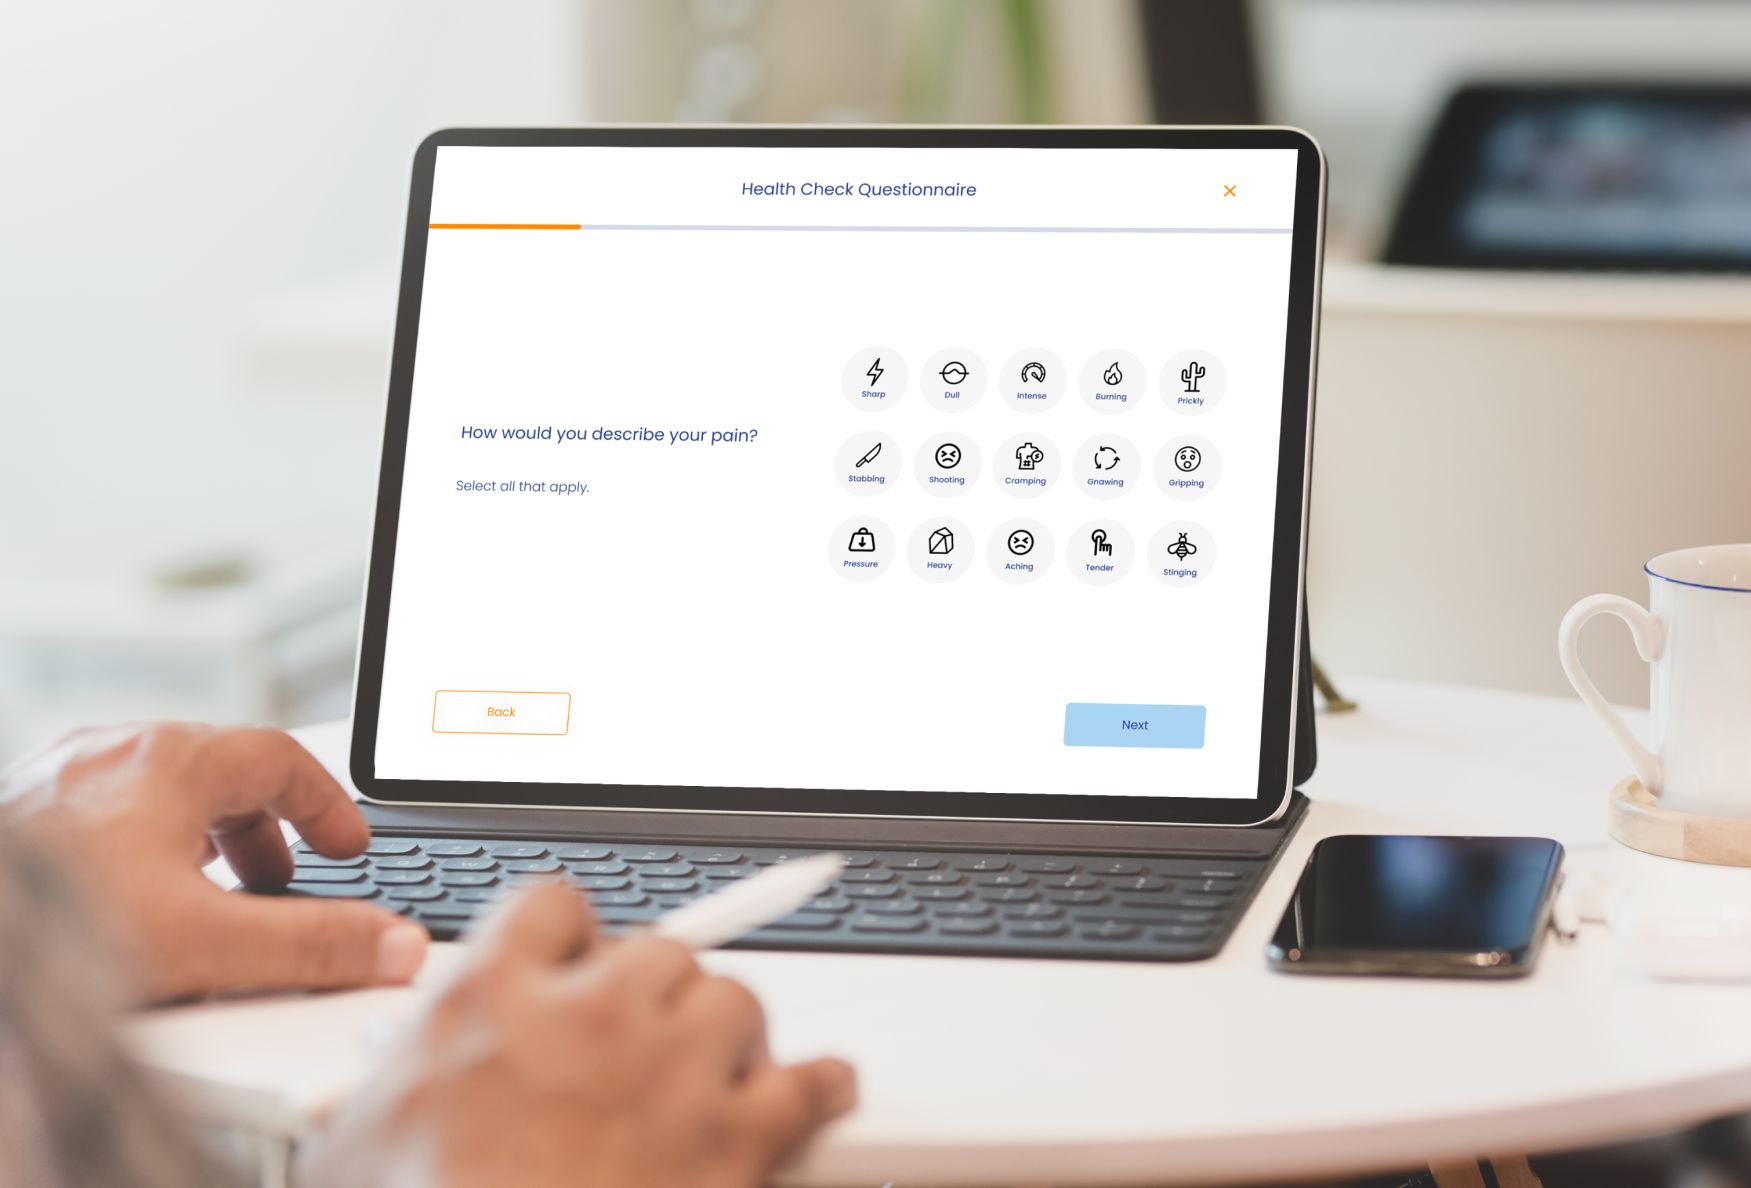 Health Check Questionnaire
How would you describe your pain?
Select all that apply.
Sharp
Dull
Intense
Burning
Prickly
Stabbing
Shooting
Cramping
Gnawing
Gripping
Pressure
Heavy
Aching
Tender
Stinging
Back
Next